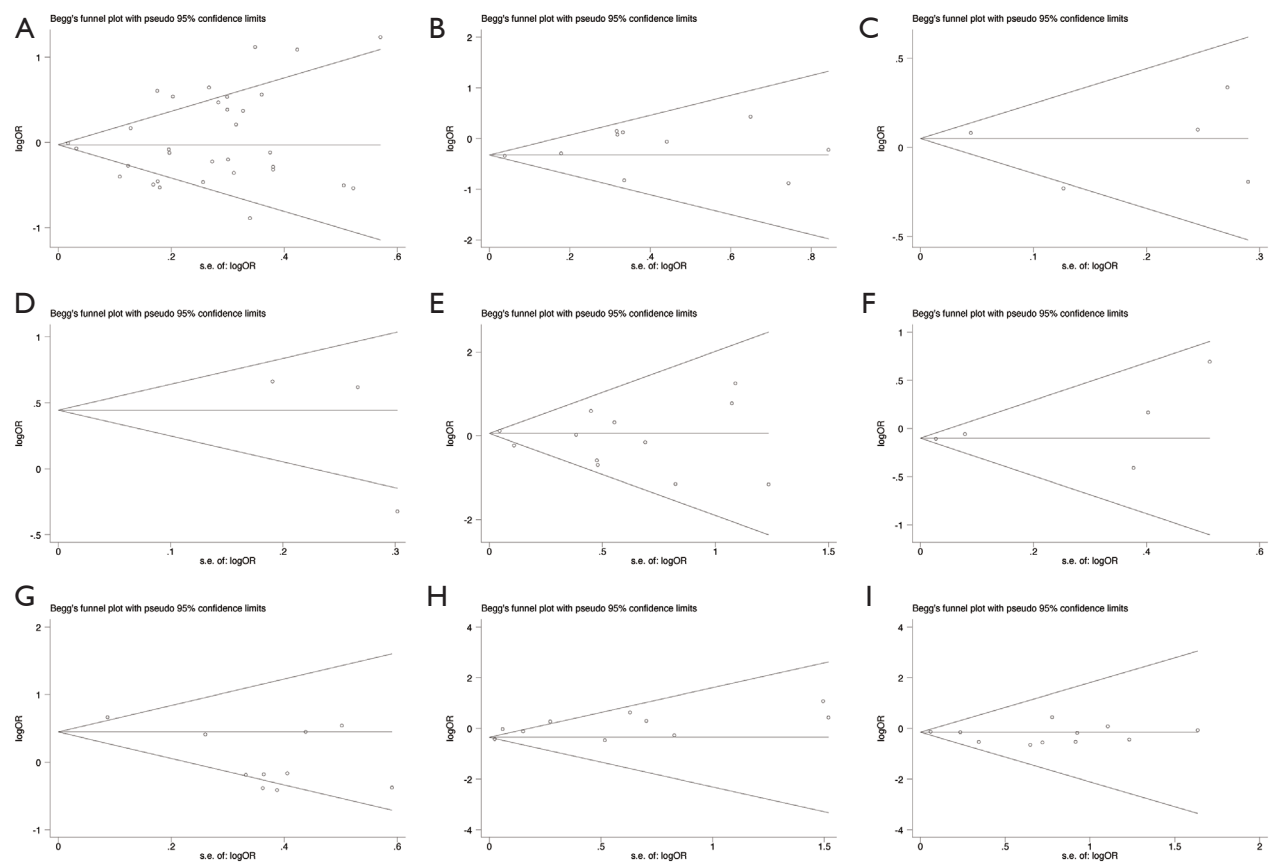 A
Begg's funnel plot with pseudo 95% confidence limits
1
0
-1
logOR
0 .2 .4 .6
s.e. of: logOR
B
Begg's funnel plot with pseudo 95% confidence limits
2
1
0
-1
-2
logOR
0 .2 .4 .6 .8
s.e. of: logOR
C
Begg's funnel plot with pseudo 95% confidence limits
.5
0
-.5
logOR
0 .1 .2 .3
s.e. of: logOR
D
Begg's funnel plot with pseudo 95% confidence limits
1
.5
0
-.5
logOR
0 .1 .2 .3
s.e. of: logOR
E
Begg's funnel plot with pseudo 95% confidence limits
2
0
-2
logOR
0 .5 1 1.5
s.e. of: logOR
F
Begg's funnel plot with pseudo 95% confidence limits
1
.5
0
-.5
-1
logOR
0 .2 .4 .6
s.e. of: logOR
G
Begg's funnel plot with pseudo 95% confidence limits
2
1
0
-1
logOR
0 .2 .4 .6
s.e. of: logOR
H
Begg's funnel plot with pseudo 95% confidence limits
4
2
0
-2
-4
logOR
0 .5 1 1.5
s.e. of: logOR
I
Begg's funnel plot with pseudo 95% confidence limits
4
2
0
-2
-4
logOR
0 .5 1 1.5 2
s.e. of: logOR